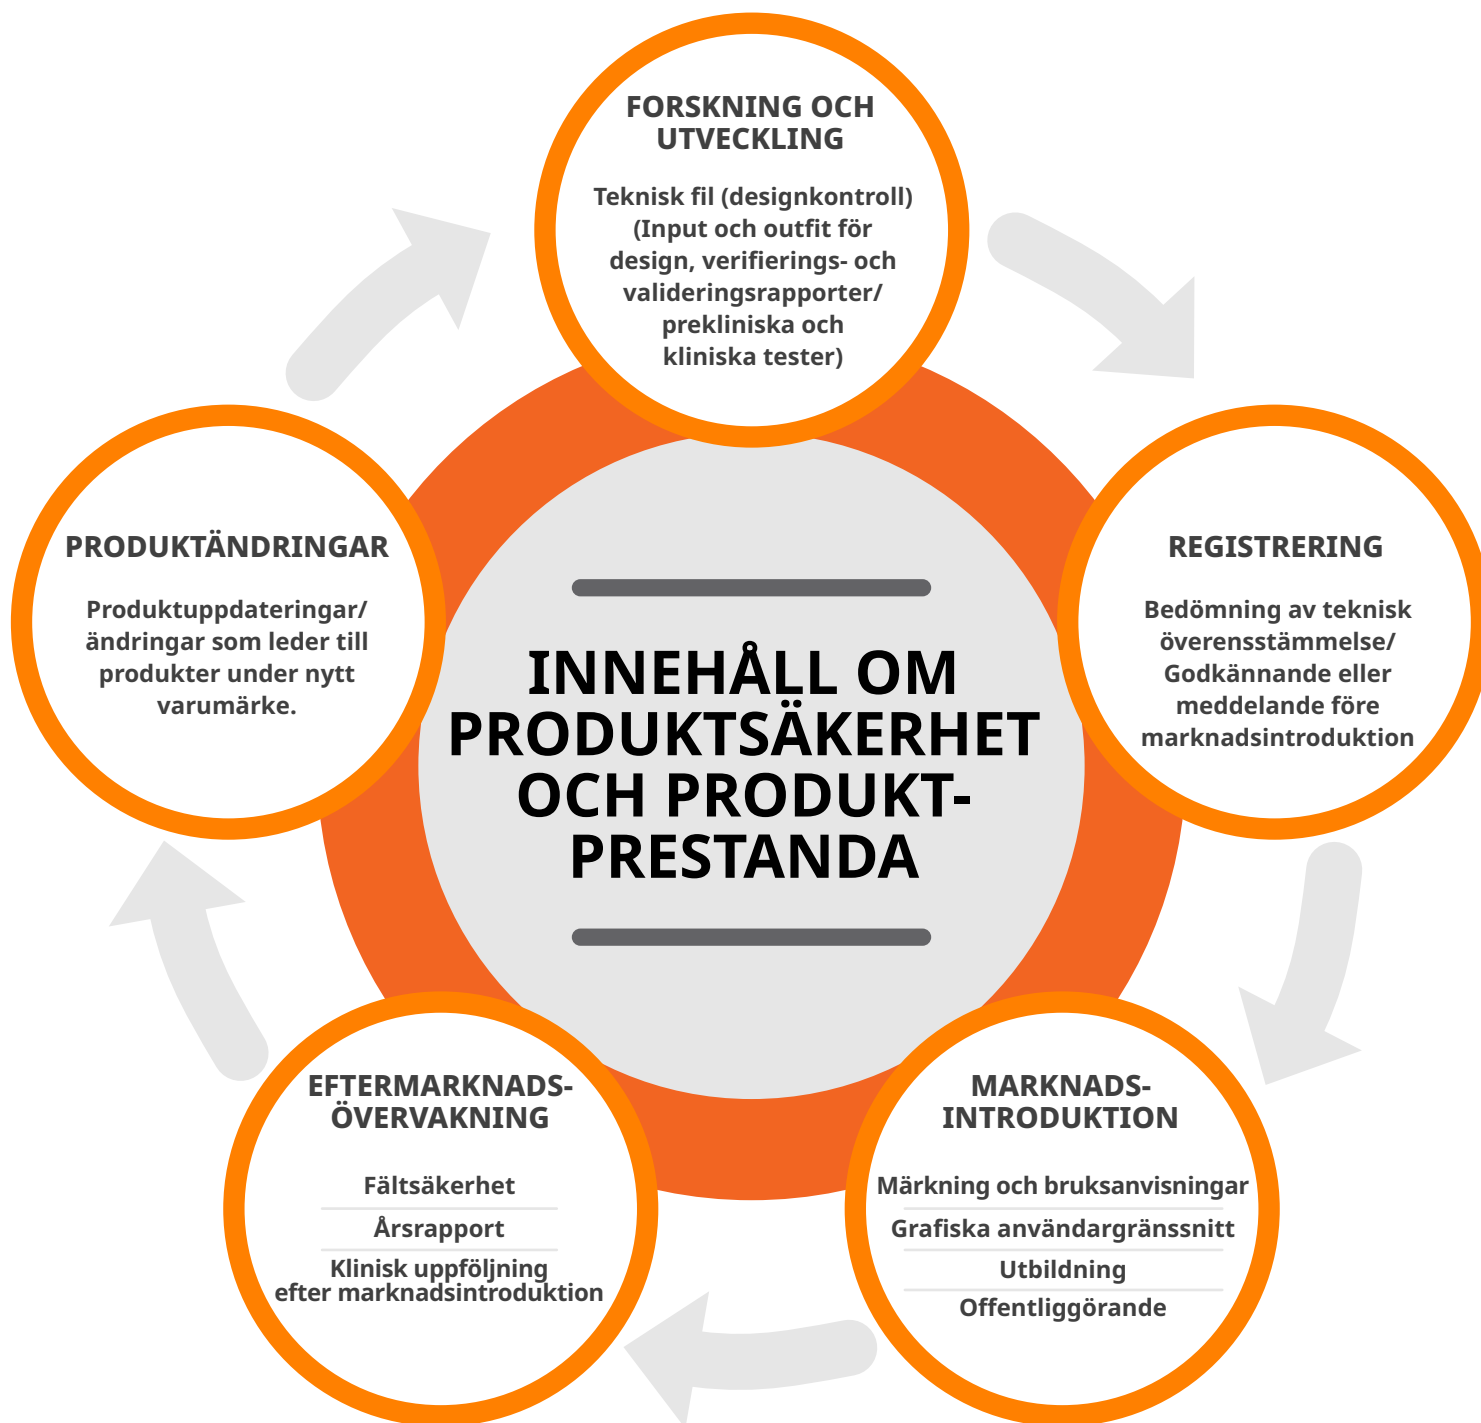 FORSKNING OCH
UTVECKLING
Teknisk fil (designkontroll)
(Input och outfit för
design, verifierings- och
valideringsrapporter/
prekliniska och
kliniska tester)
REGISTRERING
Bedömning av teknisk
överensstämmelse/
Godkännande eller
meddelande före
marknadsintroduktion
MARKNADS-
INTRODUKTION
Märkning och bruksanvisningar
Grafiska användargränssnitt
Utbildning
Offentliggörande
EFTERMARKNADS-
ÖVERVAKNING
Fältsäkerhet
Årsrapport
Klinisk uppföljning
efter marknadsintroduktion
PRODUKTÄNDRINGAR
Produktuppdateringar/
ändringar som leder till
produkter under nytt
varumärke.
INNEHÅLL OM
PRODUKTSÄKERHET
OCH PRODUKT-
PRESTANDA